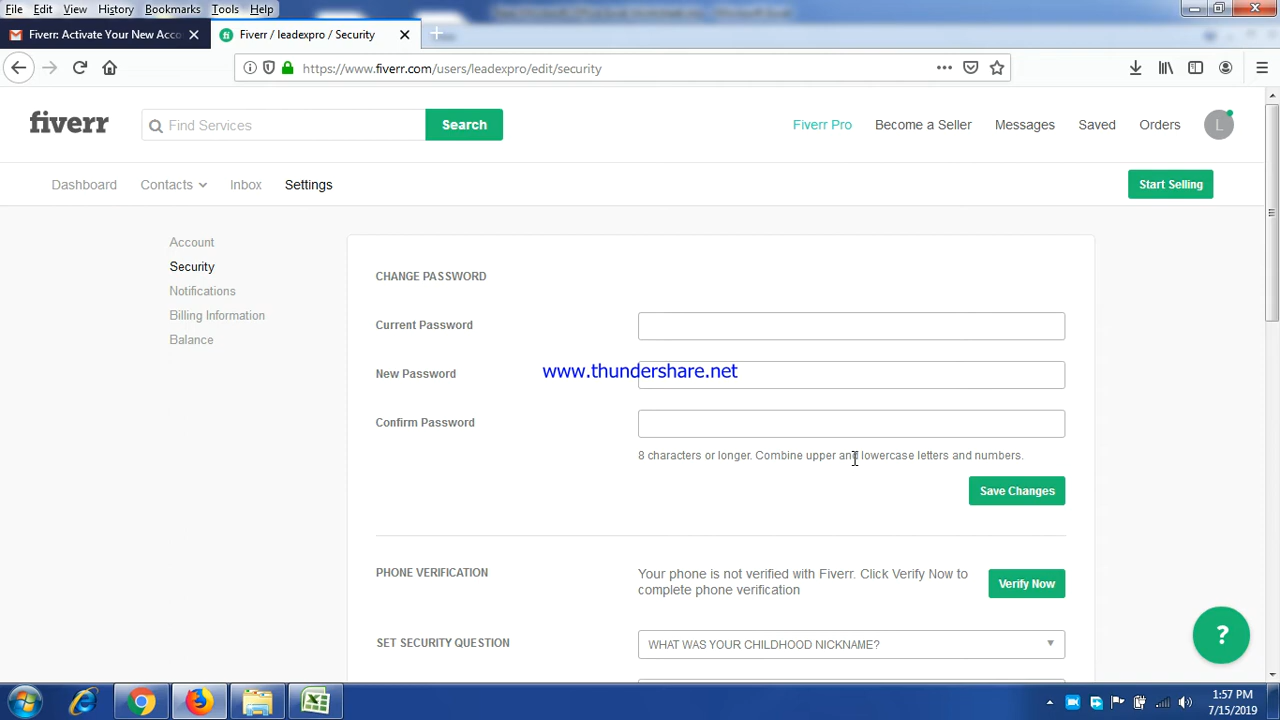 File Edit View History Bookmarks Tools Help
Fiverr: Activate Your New Acco
Fiverr / leadexpro / Security
https://www.fiverr.com/users/leadexpro/edit/security
fiverr
Find Services
Search
Fiverr Pro
Become a Seller
Messages
Saved
Orders
L
Dashboard
Contacts
Inbox
Settings
Start Selling
Account
Security
Notifications
Billing Information
Balance
CHANGE PASSWORD
Current Password
New Password
www.thundershare.net
Confirm Password
8 characters or longer. Combine upper and lowercase letters and numbers.
Save Changes
PHONE VERIFICATION
Your phone is not verified with Fiverr. Click Verify Now to
complete phone verification
Verify Now
SET SECURITY QUESTION
WHAT WAS YOUR CHILDHOOD NICKNAME?
?
1:57 PM
7/15/2019